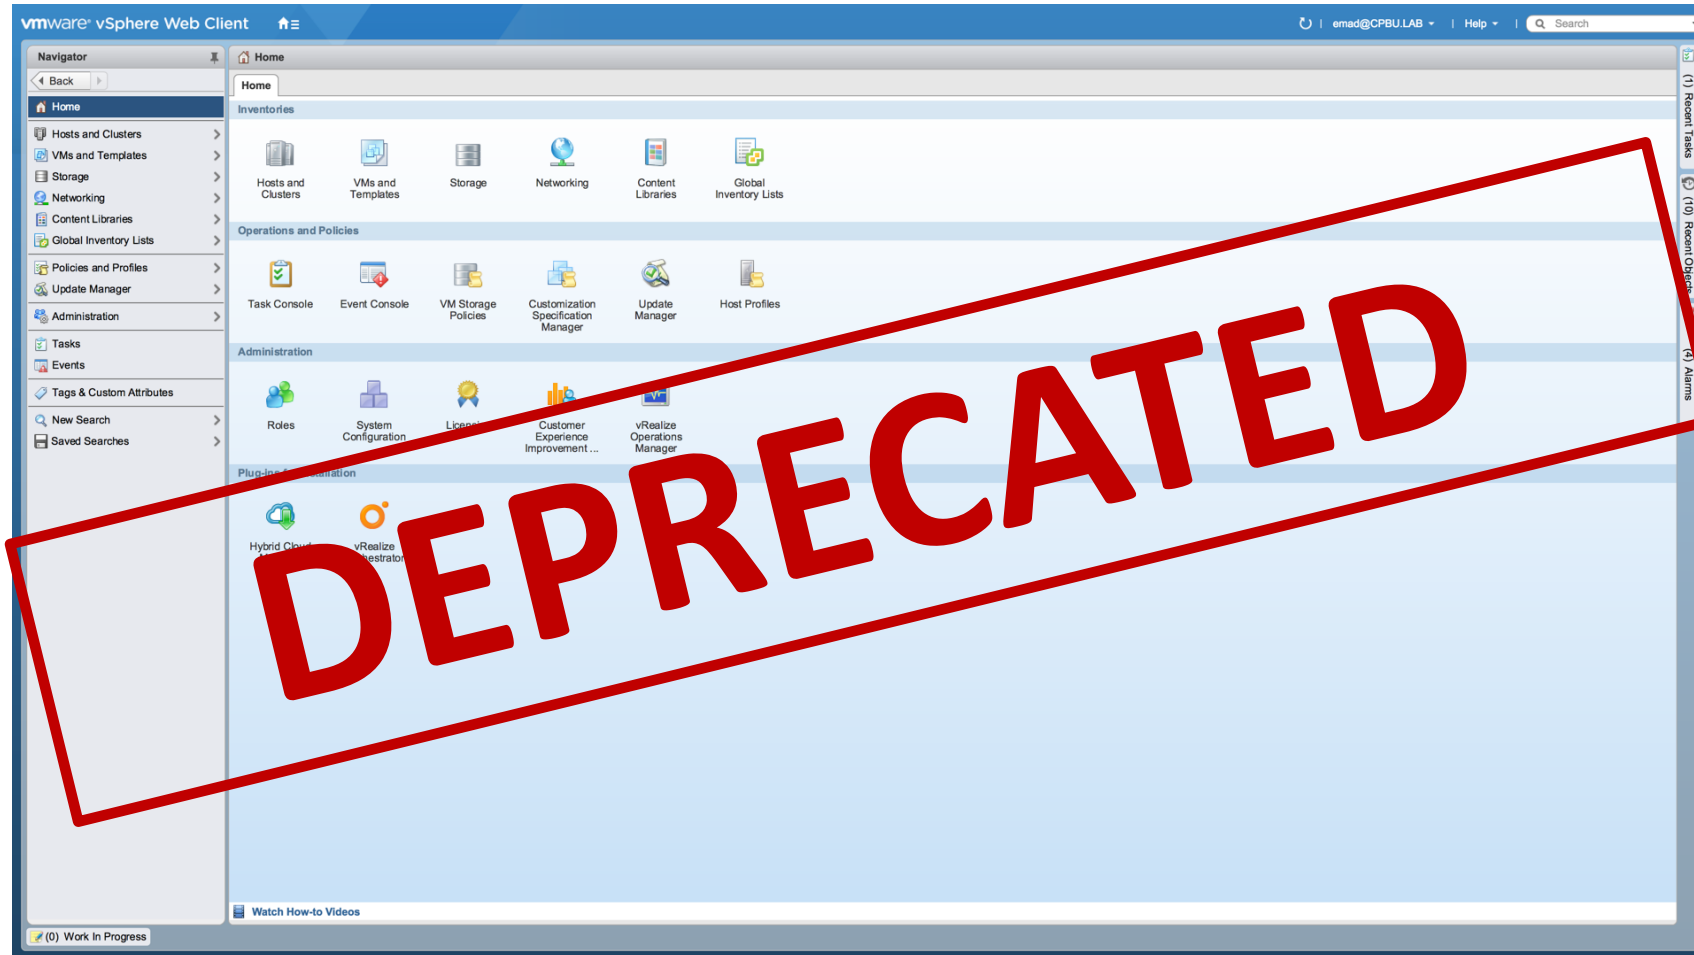 vmware® vSphere Web Client
emad@CPBU.LAB
Help
Search
Navigator
Back
Home
Hosts and Clusters
VMs and Templates
Storage
Networking
Content Libraries
Global Inventory Lists
Policies and Profiles
Update Manager
Administration
Tasks
Events
Tags & Custom Attributes
New Search
Saved Searches
Home
Home
Inventories
Hosts and
Clusters
VMs and
Templates
Storage
Networking
Content
Libraries
Global
Inventory Lists
Operations and Policies
Task Console
Event Console
VM Storage
Policies
Customization
Specification
Manager
Update
Manager
Host Profiles
Administration
Roles
System
Configuration
Customer
Experience
Improvement ...
vRealize
Operations
Manager
Hybrid Cloud
vRealize
DEPRECATED
Watch How-to Videos
(1) Recent Tasks
(10) Recent Objects
(4) Alarms
(0) Work In Progress